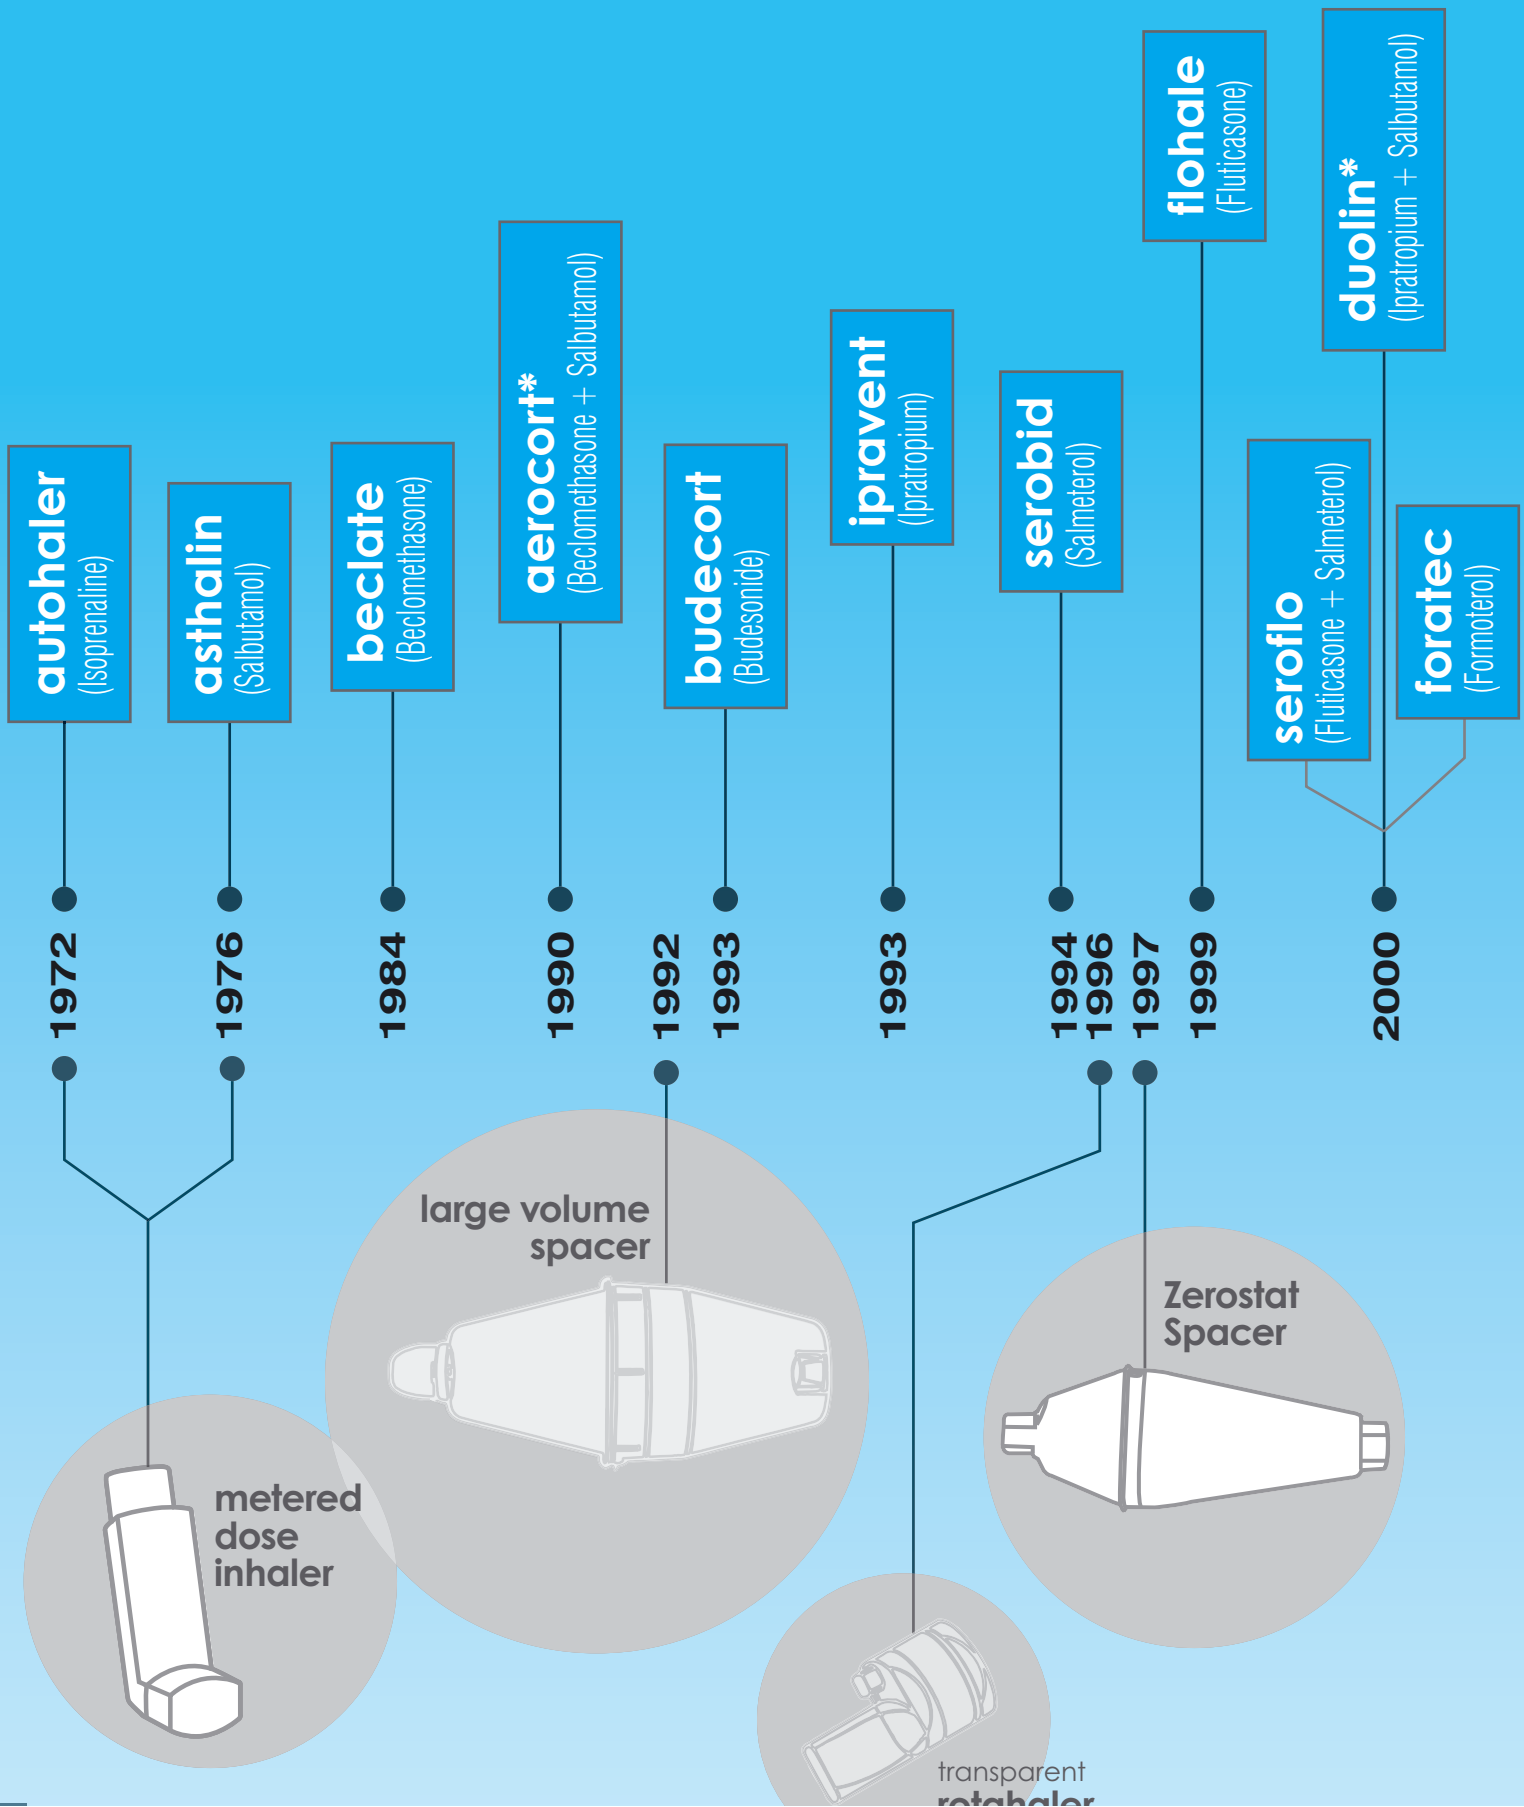 autohaler
(Isoprenaline)
asthalin
(Salbutamol)
beclate
(Beclomethasone)
aerocort*
(Beclomethasone + Salbutamol)
budecort
(Budesonide)
ipravent
(Ipratropium)
serobid
(Salmeterol)
flohale
(Fluticasone)
seroflo
(Fluticasone + Salmeterol)
duolin*
(Ipratropium + Salbutamol)
foratec
(Formoterol)
1972
1976
1984
1990
1992
1993
1993
1994
1996
1997
1999
2000
large volume
spacer
Zerostat
Spacer
metered
dose
inhaler
transparent
rotahaler